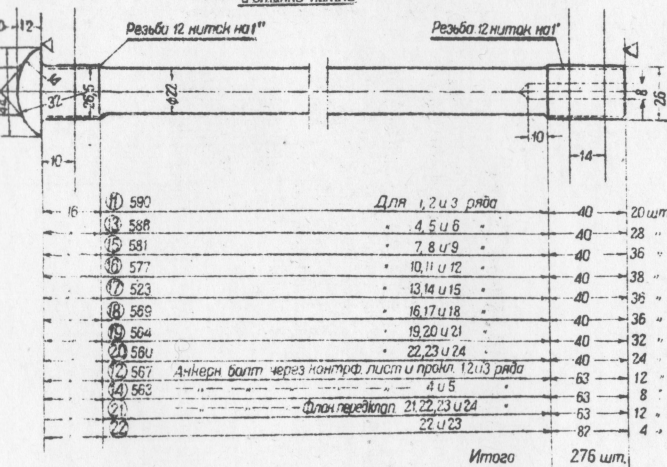 12
Резьба 12 ниток на 1"
Резьба 12 ниток на 1"
32
26,5
ф22
8
26
10
10
14
16
⑪ 590 Для 1, 2 и 3 ряда 40 20 шт
⑬ 588 " 4, 5 и 6 " 40 28 "
⑮ 581 " 7, 8 и 9 " 40 36 "
⑯ 577 " 10, 11 и 12 " 40 38 "
⑰ 523 " 13, 14 и 15 " 40 36 "
⑱ 569 " 16, 17 и 18 " 40 36 "
⑲ 564 " 19, 20 и 21 " 40 32 "
⑳ 560 " 22, 23 и 24 " 40 24 "
⑫ 567 Анкерн. болт через контрф. лист и прокл. 1,2 и 3 ряда 63 12 "
⑭ 563 " " " 4 и 5 " 63 8 "
㉑ " Флан передклап. 21,22,23 и 24 " 63 12 "
㉒ 22 и 23 " 82 4 "
Итого 276 шт.